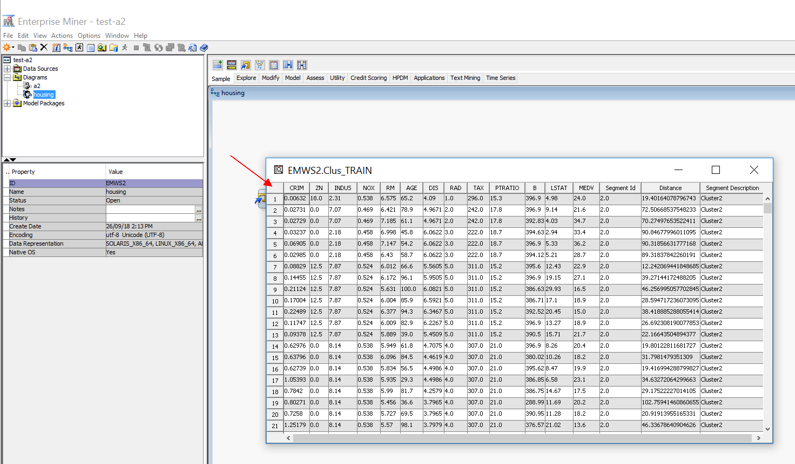 Enterprise Miner - test-a2
File Edit View Actions Options Window Help
test-a2
Data Sources
Diagrams
a2
housing
Model Packages
.. Property Value
ID EMWS2
Name housing
Status Open
Notes ...
History ...
Create Date 26/09/18 2:13 PM
Encoding utf-8 Unicode (UTF-8)
Data Representation SOLARIS_X86_64, LINUX_X86_64, Al
Native OS Yes
Sample Explore Modify Model Assess Utility Credit Scoring HPDM Applications Text Mining Time Series
housing
EMWS2.Clus_TRAIN
CRIM ZN INDUS NOX RM AGE DIS RAD TAX PTRATIO B LSTAT MEDV Segment Id Distance Segment Description
1 0.00632 18.0 2.31 0.538 6.575 65.2 4.09 1.0 296.0 15.3 396.9 4.98 24.0 2.0 19.40164078796743 Cluster2
2 0.02731 0.0 7.07 0.469 6.421 78.9 4.9671 2.0 242.0 17.8 396.9 9.14 21.6 2.0 72.50668537548233 Cluster2
3 0.02729 0.0 7.07 0.469 7.185 61.1 4.9671 2.0 242.0 17.8 392.83 4.03 34.7 2.0 70.27497653522411 Cluster2
4 0.03237 0.0 2.18 0.458 6.998 45.8 6.0622 3.0 222.0 18.7 394.63 2.94 33.4 2.0 90.84677996011095 Cluster2
5 0.06905 0.0 2.18 0.458 7.147 54.2 6.0622 3.0 222.0 18.7 396.9 5.33 36.2 2.0 90.31856631777168 Cluster2
6 0.02985 0.0 2.18 0.458 6.43 58.7 6.0622 3.0 222.0 18.7 394.12 5.21 28.7 2.0 89.31837842260191 Cluster2
7 0.08829 12.5 7.87 0.524 6.012 66.6 5.5605 5.0 311.0 15.2 395.6 12.43 22.9 2.0 12.242069441848685 Cluster2
8 0.14455 12.5 7.87 0.524 6.172 96.1 5.9505 5.0 311.0 15.2 396.9 19.15 27.1 2.0 39.2714417248205 Cluster2
9 0.21124 12.5 7.87 0.524 5.631 100.0 6.0821 5.0 311.0 15.2 386.63 29.93 16.5 2.0 46.256995057702845 Cluster2
10 0.17004 12.5 7.87 0.524 6.004 85.9 6.5921 5.0 311.0 15.2 386.71 17.1 18.9 2.0 28.594717236073095 Cluster2
11 0.22489 12.5 7.87 0.524 6.377 94.3 6.3467 5.0 311.0 15.2 392.52 20.45 15.0 2.0 38.418885288055414 Cluster2
12 0.11747 12.5 7.87 0.524 6.009 82.9 6.2267 5.0 311.0 15.2 396.9 13.27 18.9 2.0 26.692308190077853 Cluster2
13 0.09378 12.5 7.87 0.524 5.889 39.0 5.4509 5.0 311.0 15.2 390.5 15.71 21.7 2.0 22.16643504894377 Cluster2
14 0.62976 0.0 8.14 0.538 5.949 61.8 4.7075 4.0 307.0 21.0 396.9 8.26 20.4 2.0 19.80122811681727 Cluster2
15 0.63796 0.0 8.14 0.538 6.096 84.5 4.4619 4.0 307.0 21.0 380.02 10.26 18.2 2.0 31.7981479351309 Cluster2
16 0.62739 0.0 8.14 0.538 5.834 56.5 4.4986 4.0 307.0 21.0 395.62 8.47 19.9 2.0 19.416994288799827 Cluster2
17 1.05393 0.0 8.14 0.538 5.935 29.3 4.4986 4.0 307.0 21.0 386.85 6.58 23.1 2.0 34.63272064299663 Cluster2
18 0.7842 0.0 8.14 0.538 5.99 81.7 4.2579 4.0 307.0 21.0 386.75 14.67 17.5 2.0 29.17522227014108 Cluster2
19 0.80271 0.0 8.14 0.538 5.456 36.6 3.7965 4.0 307.0 21.0 288.99 11.69 20.2 2.0 102.75941460860655 Cluster2
20 0.7258 0.0 8.14 0.538 5.727 69.5 3.7965 4.0 307.0 21.0 390.95 11.28 18.2 2.0 20.91913955165331 Cluster2
21 1.25179 0.0 8.14 0.538 5.57 98.1 3.7979 4.0 307.0 21.0 376.57 21.02 13.6 2.0 46.33678640904626 Cluster2